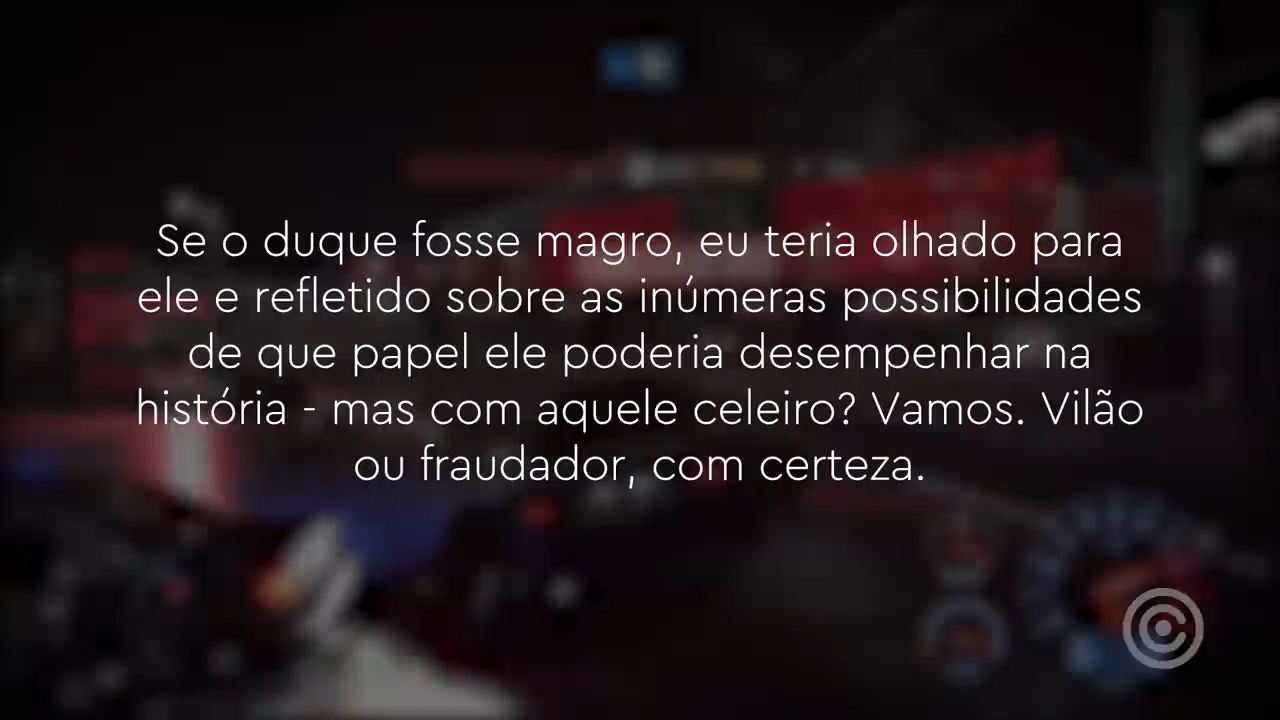 Se o duque fosse magro, eu teria olhado para
ele e refletido sobre as inúmeras possibilidades
de que papel ele poderia desempenhar na
história - mas com aquele celeiro? Vamos. Vilão
ou fraudador, com certeza.